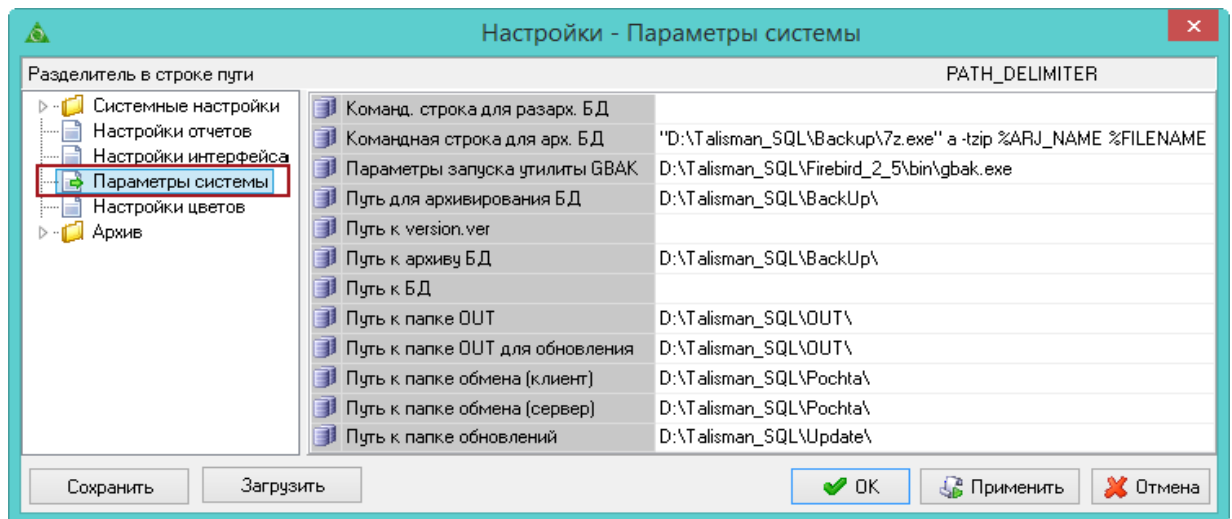 Настройки - Параметры системы
Разделитель в строке пути PATH_DELIMITER
Системные настройки
Настройки отчетов
Настройки интерфейса
Параметры системы
Настройки цветов
Архив
Команд. строка для разарх. БД
Командная строка для арх. БД "D:\Talisman_SQL\Backup\7z.exe" a -tzip %ARJ_NAME %FILENAME
Параметры запуска утилиты GBAK D:\Talisman_SQL\Firebird_2_5\bin\gbak.exe
Путь для архивирования БД D:\Talisman_SQL\BackUp\
Путь к version.ver
Путь к архиву БД D:\Talisman_SQL\BackUp\
Путь к БД
Путь к папке OUT D:\Talisman_SQL\OUT\
Путь к папке OUT для обновления D:\Talisman_SQL\OUT\
Путь к папке обмена (клиент) D:\Talisman_SQL\Pochta\
Путь к папке обмена (сервер) D:\Talisman_SQL\Pochta\
Путь к папке обновлений D:\Talisman_SQL\Update\
Сохранить Загрузить OK Применить Отмена